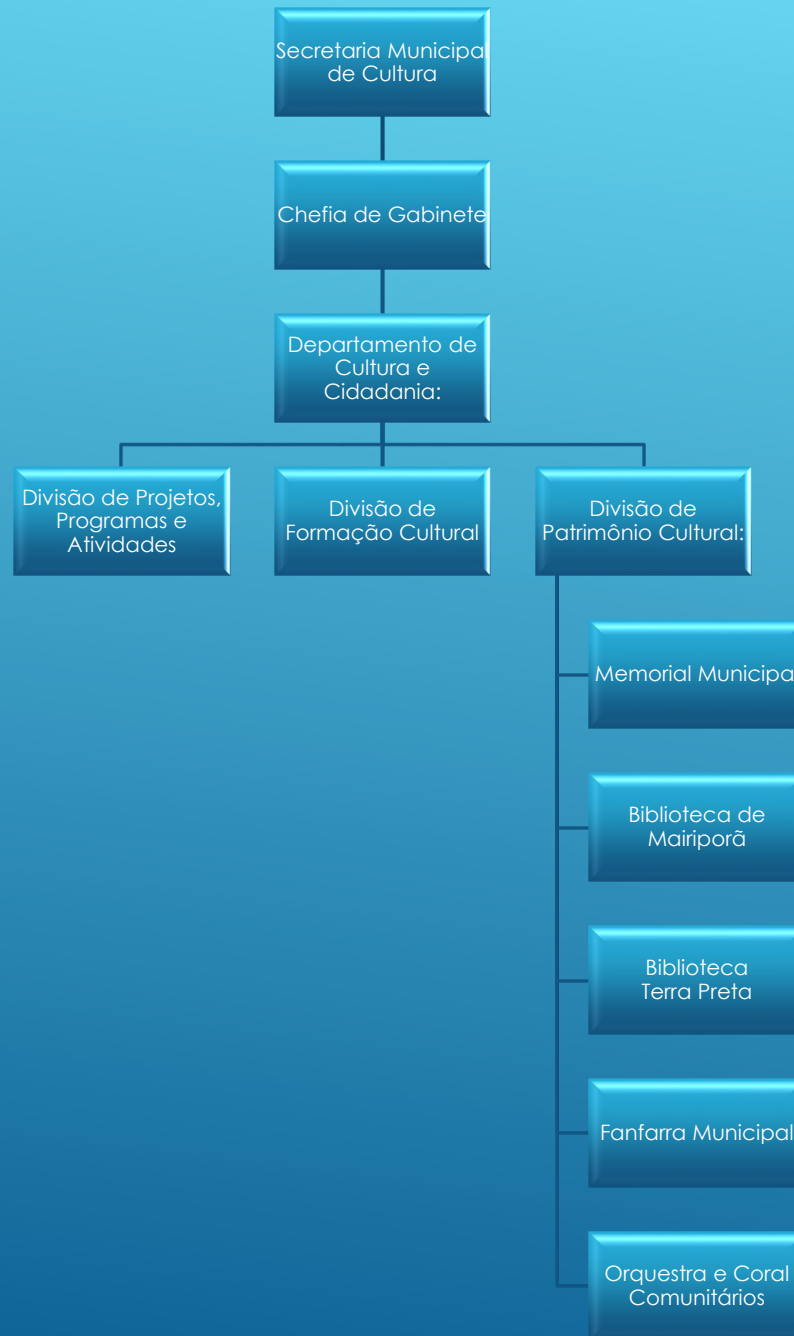 Secretaria Municipal
de Cultura
Chefia de Gabinete
Departamento de
Cultura e
Cidadania:
Divisão de Projetos,
Programas e
Atividades
Divisão de
Formação Cultural
Divisão de
Patrimônio Cultural:
Memorial Municipa
Biblioteca de
Mairiporã
Biblioteca
Terra Preta
Fanfarra Municipal
Orquestra e Coral
Comunitários